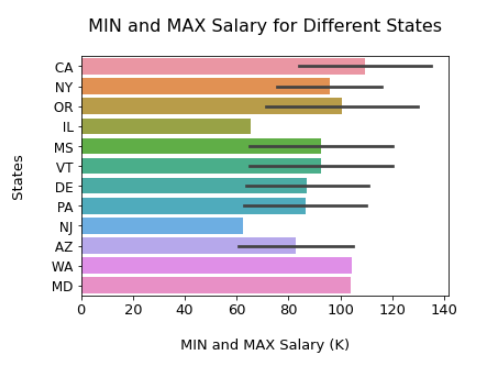 MIN and MAX Salary for Different States
CA
NY
OR
IL
MS
VT
DE
PA
NJ
AZ
WA
MD
States
0 20 40 60 80 100 120 140
MIN and MAX Salary (K)